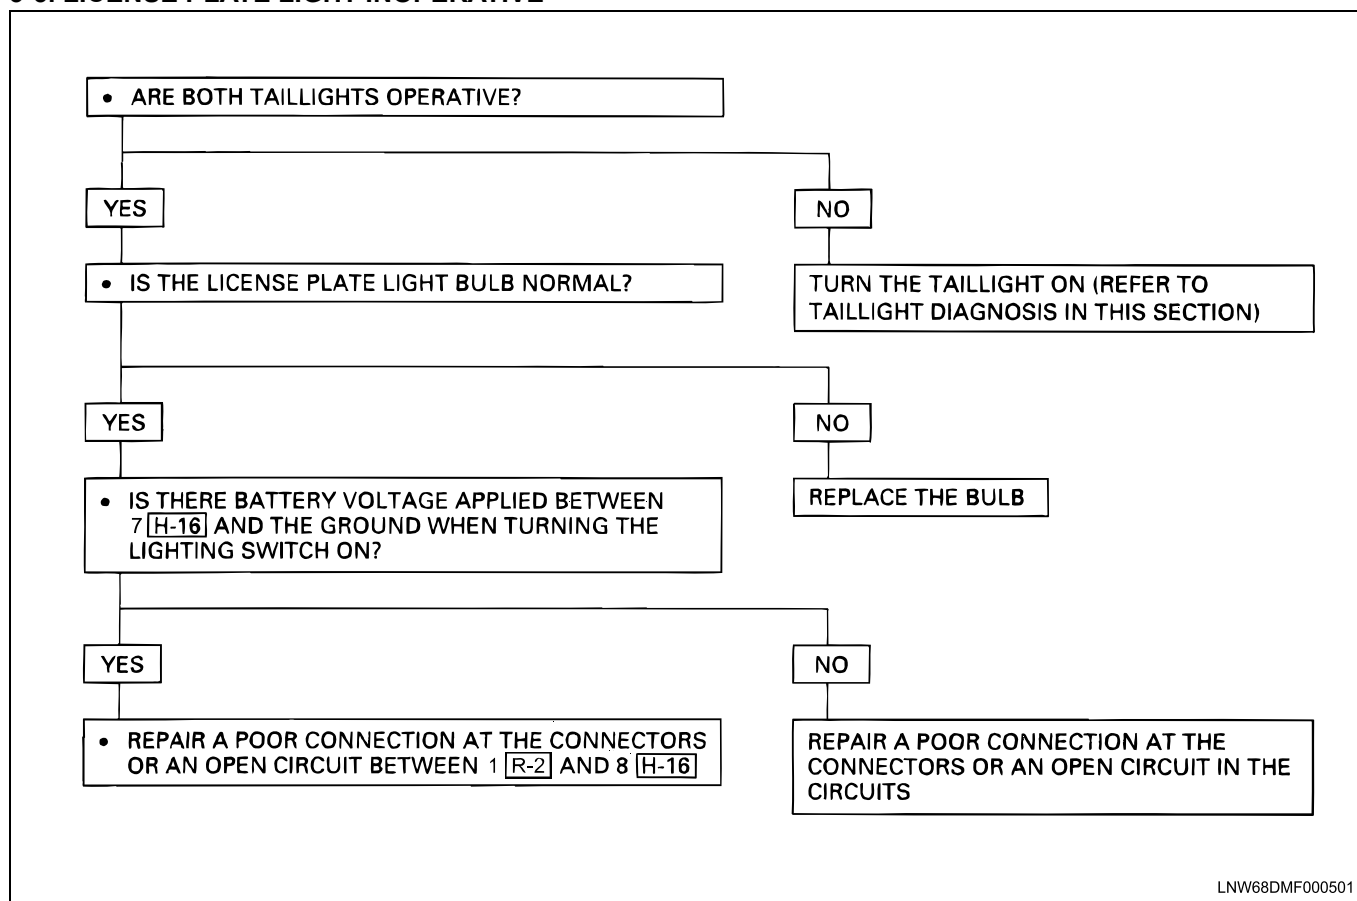 • ARE BOTH TAILLIGHTS OPERATIVE?
YES
NO
• IS THE LICENSE PLATE LIGHT BULB NORMAL?
TURN THE TAILLIGHT ON (REFER TO
TAILLIGHT DIAGNOSIS IN THIS SECTION)
YES
NO
• IS THERE BATTERY VOLTAGE APPLIED BETWEEN
7 H-16 AND THE GROUND WHEN TURNING THE
LIGHTING SWITCH ON?
REPLACE THE BULB
YES
NO
• REPAIR A POOR CONNECTION AT THE CONNECTORS
OR AN OPEN CIRCUIT BETWEEN 1 R-2 AND 8 H-16
REPAIR A POOR CONNECTION AT THE
CONNECTORS OR AN OPEN CIRCUIT IN THE
CIRCUITS
LNW68DMF000501